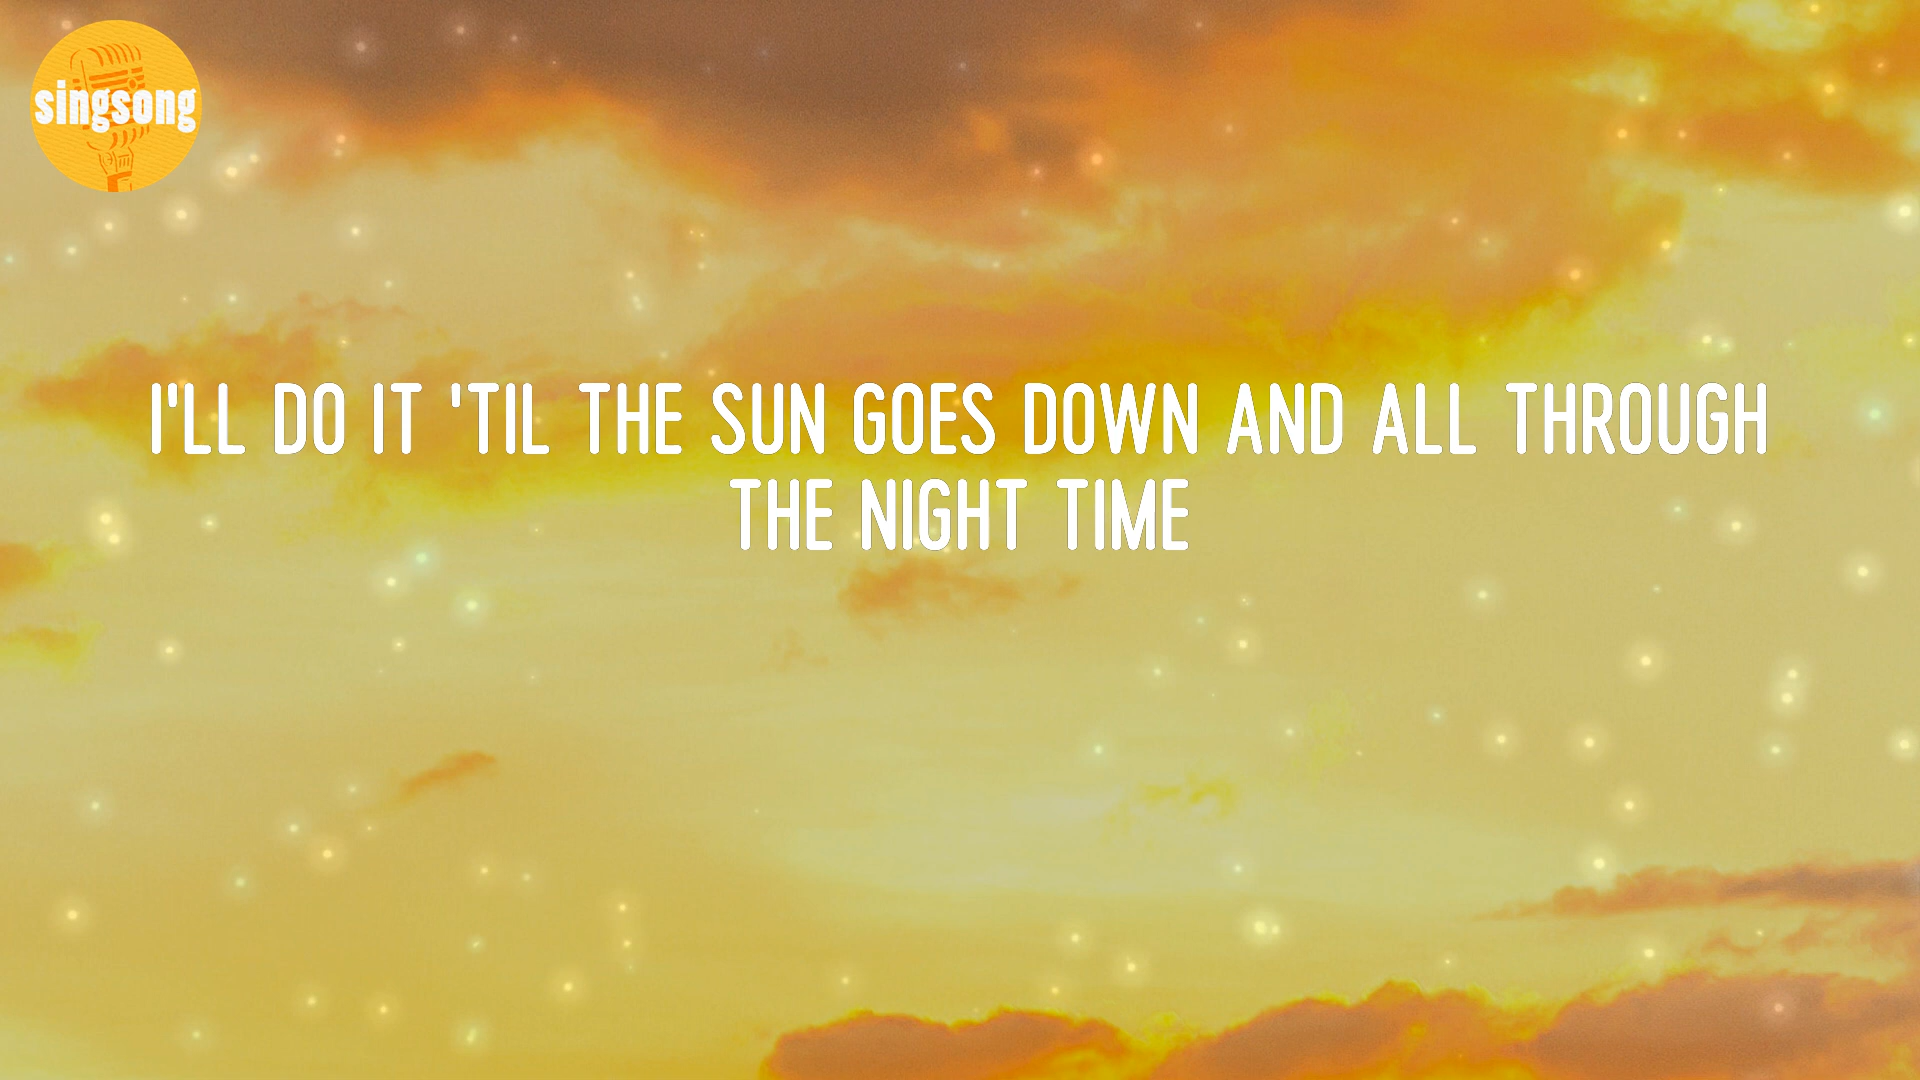 singsong
I'LL DO IT 'TIL THE SUN GOES DOWN AND ALL THROUGH
THE NIGHT TIME